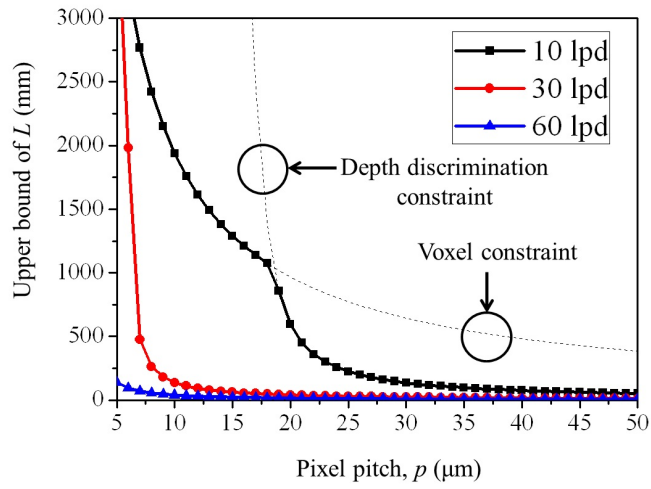 3000
2500
2000
1500
1000
500
0
Upper bound of L (mm)
10 lpd
30 lpd
60 lpd
Depth discrimination
constraint
Voxel constraint
5 10 15 20 25 30 35 40 45 50
Pixel pitch, p (μm)